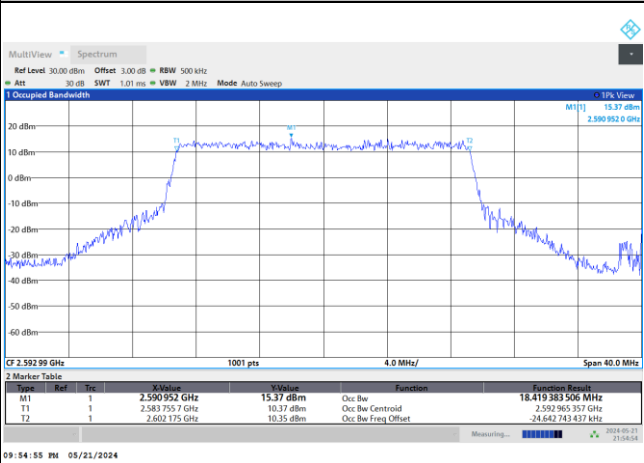 MultiView Spectrum
Ref Level 30.00 dBm Offset 3.00 dB RBW 500 kHz
Att 30 dB SWT 1.01 ms VBW 2 MHz Mode Auto Sweep
1 Occupied Bandwidth 1Pk View
M1[1] 15.37 dBm
2.590 952 0 GHz
M1
20 dBm
T1 T2
10 dBm
0 dBm
-10 dBm
-20 dBm
-30 dBm
-40 dBm
-50 dBm
-60 dBm
CF 2.592 99 GHz 1001 pts 4.0 MHz/ Span 40.0 MHz
2 Marker Table
Type Ref Trc X-Value Y-Value Function Function Result
M1 1 2.590 952 GHz 15.37 dBm Occ Bw 18.419 383 506 MHz
T1 1 2.583 755 7 GHz 10.37 dBm Occ Bw Centroid 2.592 965 357 GHz
T2 1 2.602 175 GHz 10.35 dBm Occ Bw Freq Offset -24.642 743 437 kHz
Measuring... 2024-05-21
21:54:54
09:54:55 PM 05/21/2024